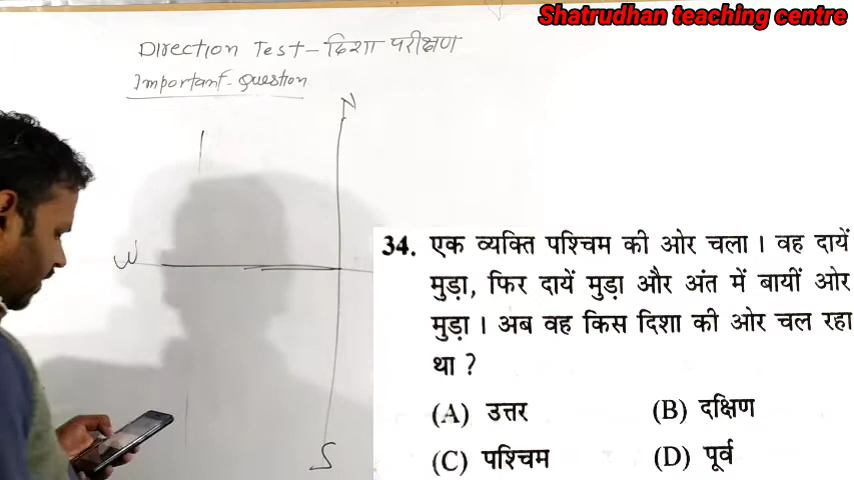 Shatrudhan teaching centre
Direction Test - दिशा परीक्षण
Important - Question
N
W
S
34. एक व्यक्ति पश्चिम की ओर चला । वह दायें
मुड़ा, फिर दायें मुड़ा और अंत में बायीं ओर
मुड़ा । अब वह किस दिशा की ओर चल रहा
था ?
(A) उत्तर (B) दक्षिण
(C) पश्चिम (D) पूर्व